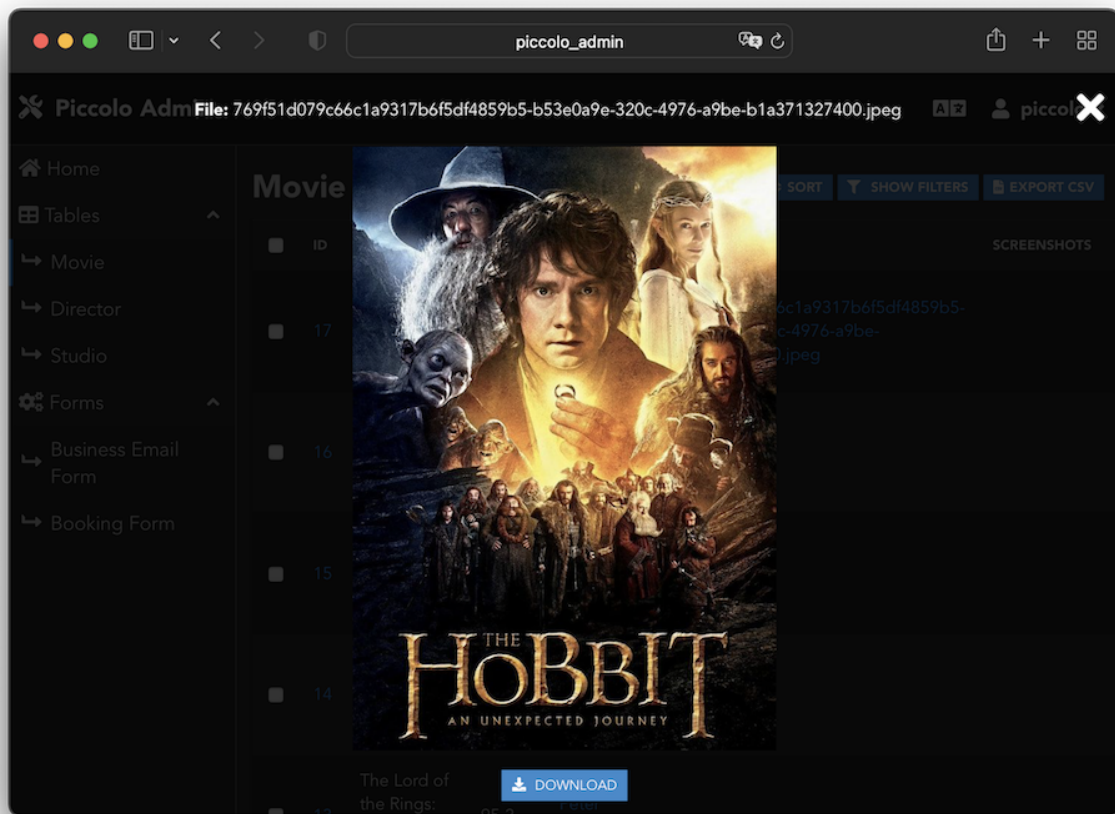 piccolo_admin
Piccolo Adm
File: 769f51d079c66c1a9317b6f5df4859b5-b53e0a9e-320c-4976-a9be-b1a371327400.jpeg
piccol
Home
Tables
Movie
Director
Studio
Forms
Business Email
Form
Booking Form
Movie
SORT
SHOW FILTERS
EXPORT CSV
ID
SCREENSHOTS
17
6c1a9317b6f5df4859b5-
c-4976-a9be-
.jpeg
16
15
14
THE
HOBBIT
AN UNEXPECTED JOURNEY
The Lord of
the Rings:
Peter
DOWNLOAD